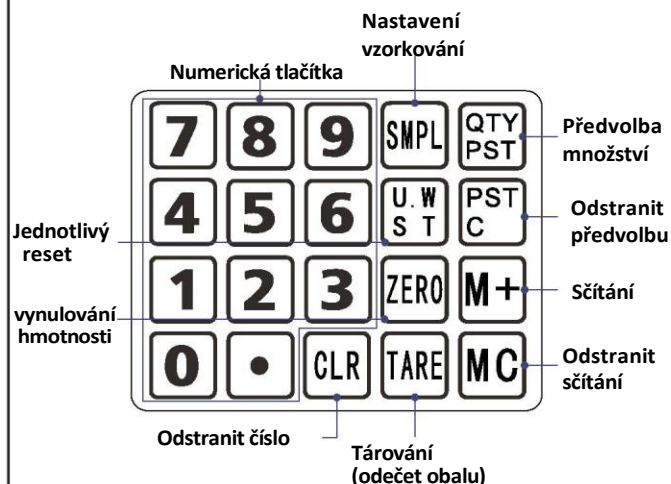 Nastavení
vzorkování
Numerická tlačítka
7 8 9 SMPL QTY
PST
Předvolba
množství
4 5 6 U.W
S T
PST
C
Odstranit
předvolbu
Jednotlivý
reset
1 2 3 ZERO M+
Sčítání
vynulování
hmotnosti
0 • CLR TARE MC
Odstranit
sčítání
Odstranit číslo
Tárování
(odečet obalu)